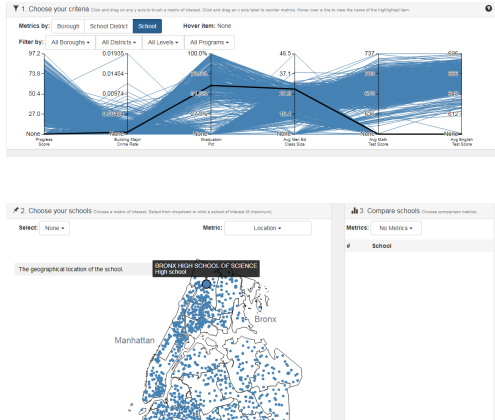 1. Choose your criteria Click and drag on any y axis to brush a metric of interest. Click and drag an x axis label to reorder metrics. Hover over a line to view the name of the highlighted item.
Metrics by: Borough School District School Hover item: None
Filter by: All Boroughs All Districts All Levels All Programs
97.2 0.01935 100.0% 46.5 737 696
73.8 0.01454 37.1
50.4 0.00974
27.0
None None None None None None
Progress Score Building Major Crime Rate Graduation Pct Avg Gen Ed Class Size Avg Math Test Score Avg English Test Score
2. Choose your schools Choose a metric of interest. Select from dropdown or click a school of interest (6 maximum).
Select: None Metric: Location
The geographical location of the school.
BRONX HIGH SCHOOL OF SCIENCE
High school
Bronx
Manhattan
3. Compare schools Choose comparison metrics.
Metrics: No Metrics
# School